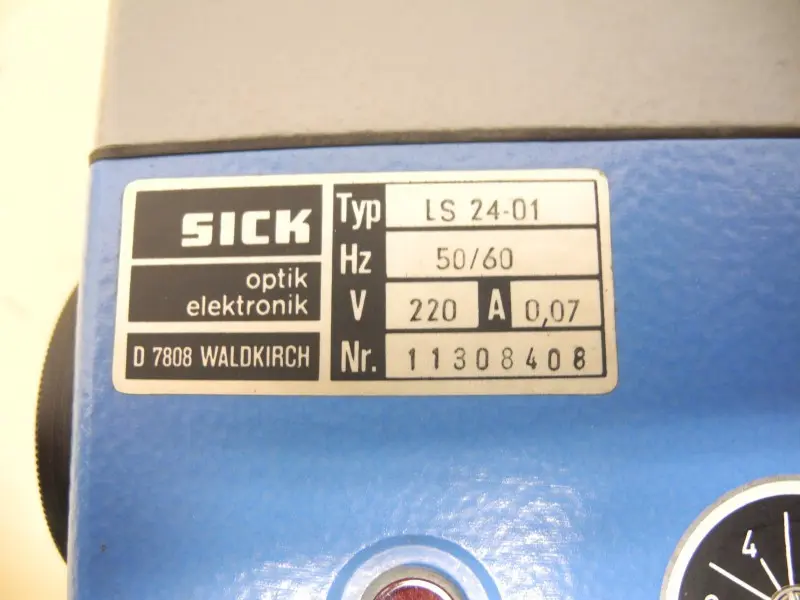 SICK
optik
elektronik
D 7808 WALDKIRCH
Typ LS 24-01
Hz 50/60
V 220 A 0,07
Nr. 11308408
4